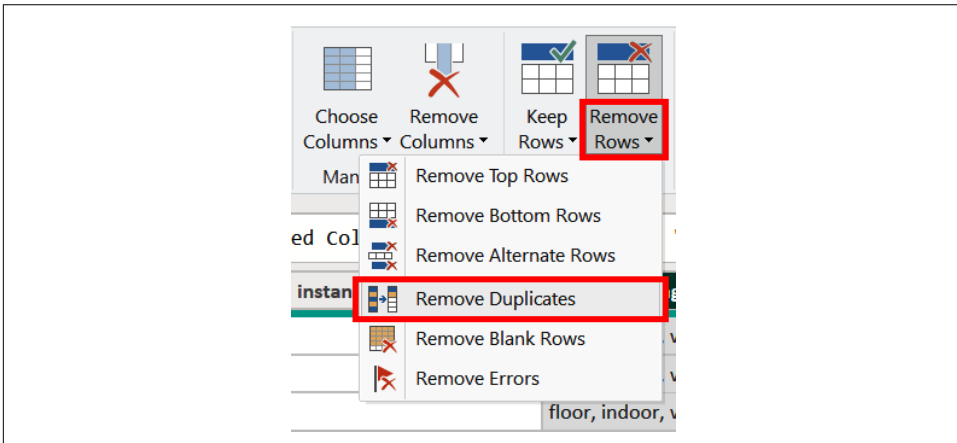 Choose Remove Keep Remove
Columns Columns Rows Rows
Man
Remove Top Rows
Remove Bottom Rows
ed Col
Remove Alternate Rows
instan
Remove Duplicates
Remove Blank Rows
Remove Errors
floor, indoor,